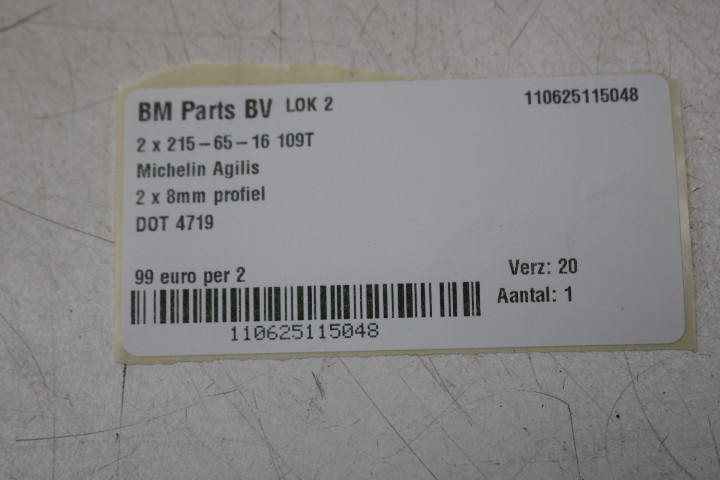 BM Parts BV LOK 2 110625115048
2 x 215-65-16 109T
Michelin Agilis
2 x 8mm profiel
DOT 4719
99 euro per 2 Verz: 20
Aantal: 1
110625115048